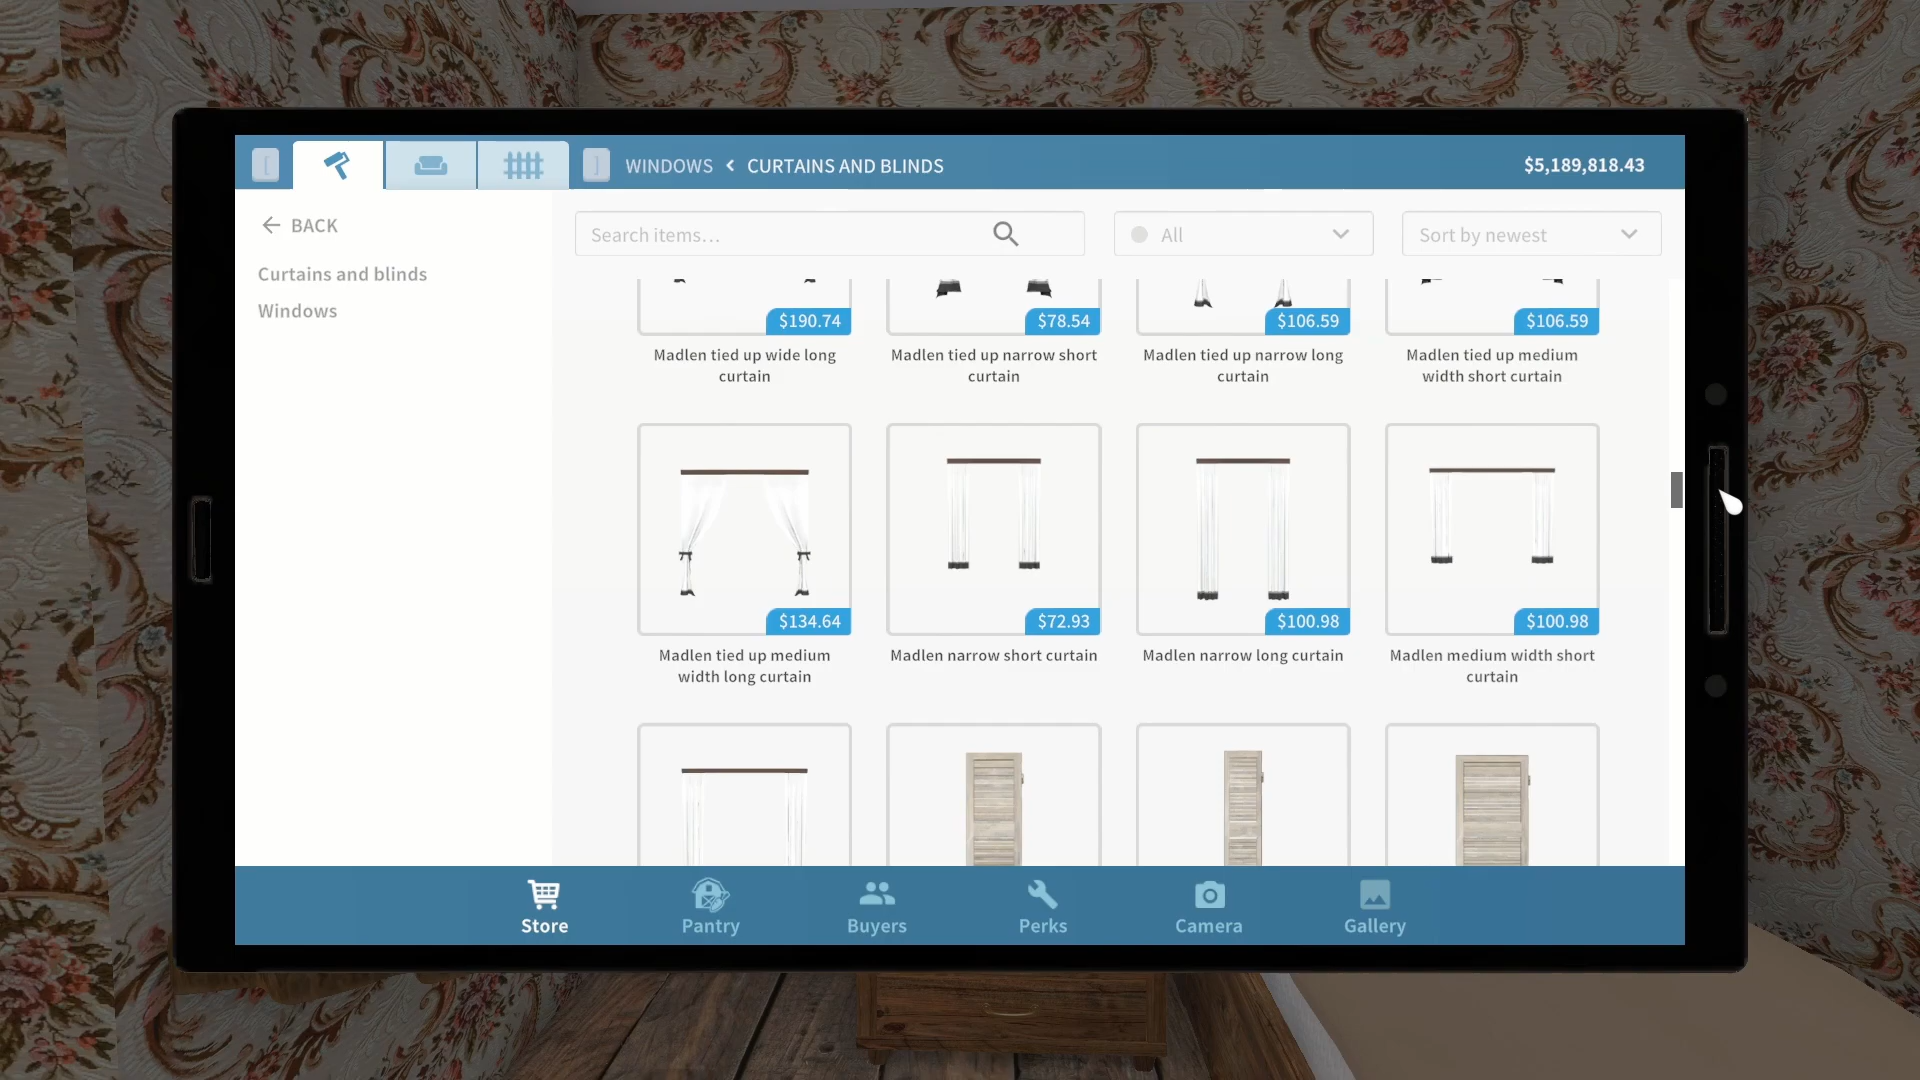 [
]
WINDOWS
CURTAINS AND BLINDS
$5,189,818.43
BACK
Curtains and blinds
Windows
Search items...
All
Sort by newest
$190.74
$78.54
$106.59
$106.59
Madlen tied up wide long
curtain
Madlen tied up narrow short
curtain
Madlen tied up narrow long
curtain
Madlen tied up medium
width short curtain
$134.64
$72.93
$100.98
$100.98
Madlen tied up medium
width long curtain
Madlen narrow short curtain
Madlen narrow long curtain
Madlen medium width short
curtain
Store
Pantry
Buyers
Perks
Camera
Gallery